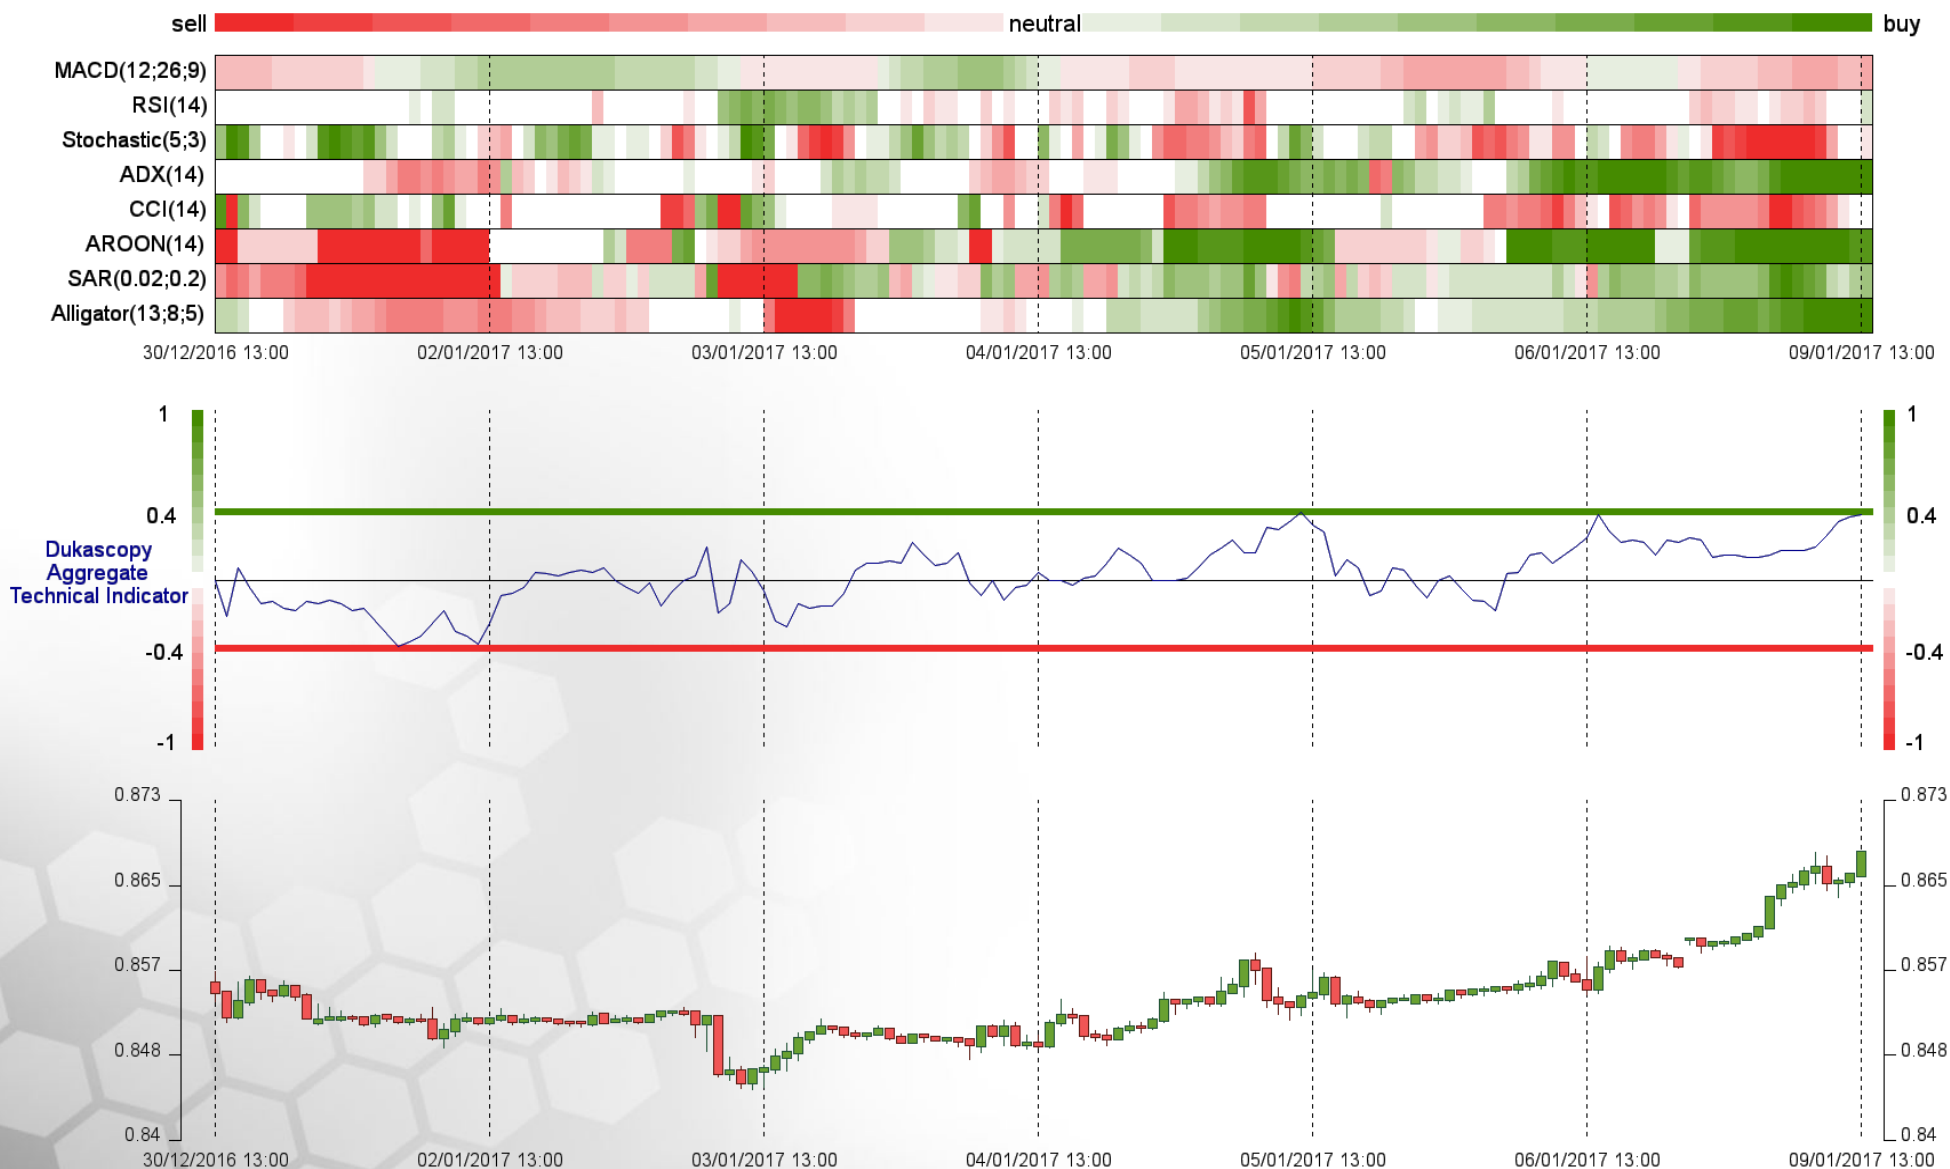 sell neutral buy
MACD(12;26;9)
RSI(14)
Stochastic(5;3)
ADX(14)
CCI(14)
AROON(14)
SAR(0.02;0.2)
Alligator(13;8;5)
30/12/2016 13:00 02/01/2017 13:00 03/01/2017 13:00 04/01/2017 13:00 05/01/2017 13:00 06/01/2017 13:00 09/01/2017 13:00
1 1
0.4 0.4
Dukascopy
Aggregate
Technical Indicator
-0.4 -0.4
-1 -1
0.873 0.873
0.865 0.865
0.857 0.857
0.848 0.848
0.84 0.84
30/12/2016 13:00 02/01/2017 13:00 03/01/2017 13:00 04/01/2017 13:00 05/01/2017 13:00 06/01/2017 13:00 09/01/2017 13:00